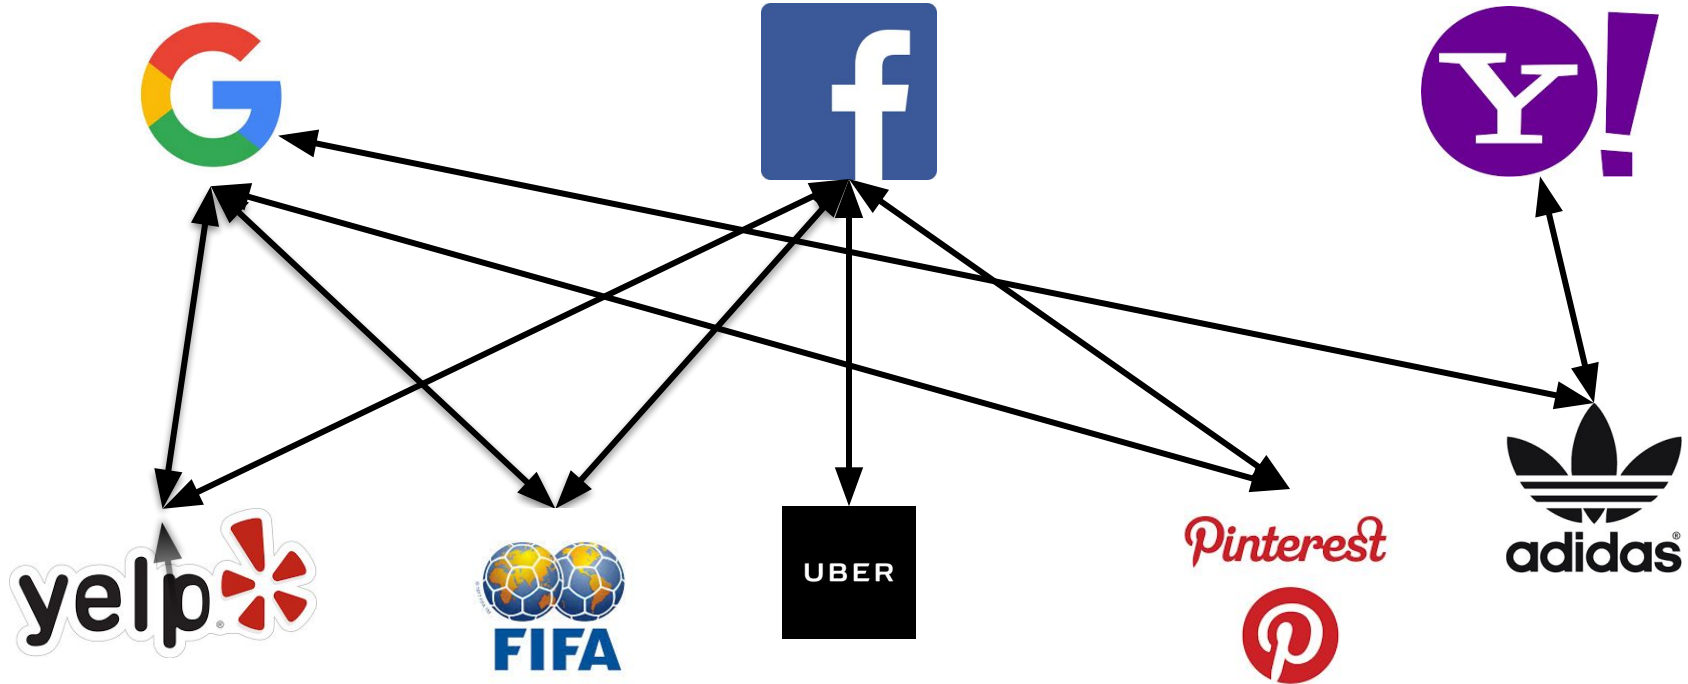 G
f
Y!
yelp
FIFA
UBER
Pinterest
P
adidas